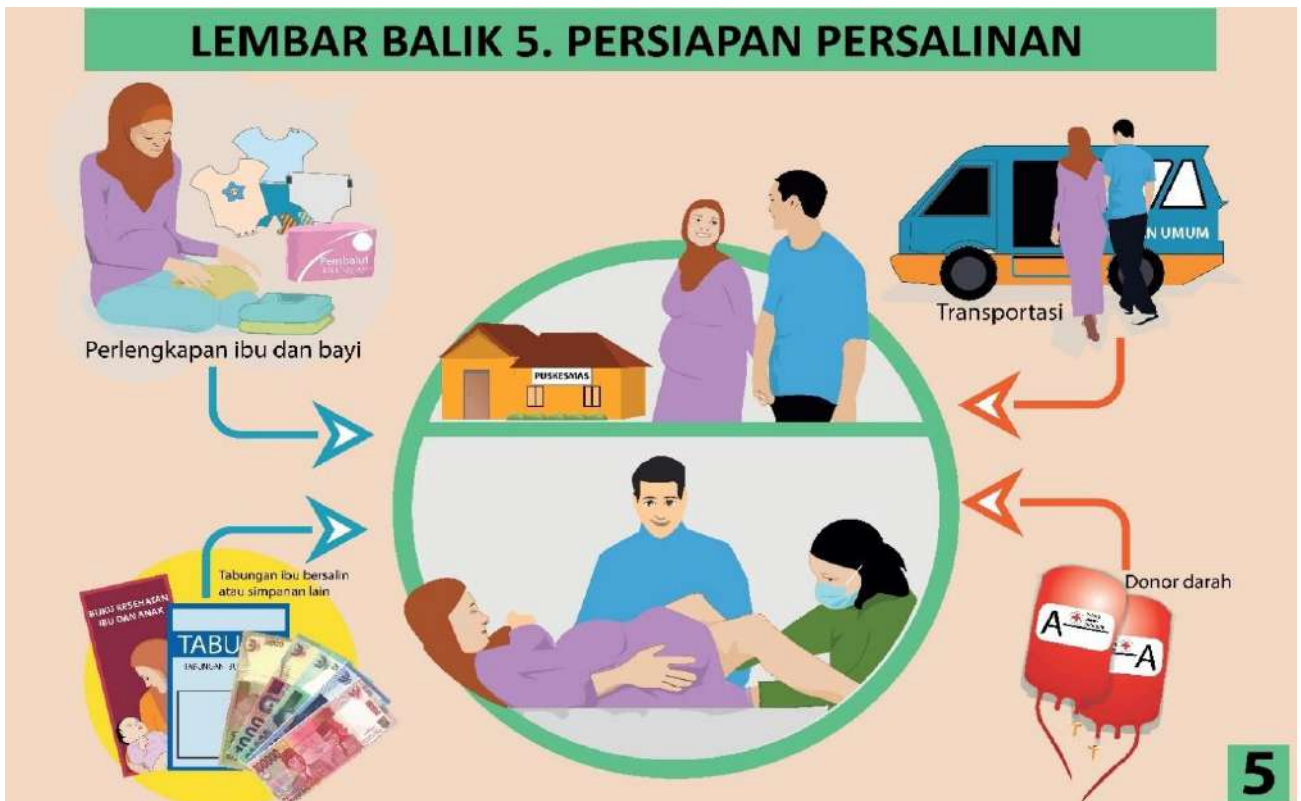 LEMBAR BALIK 5. PERSIAPAN PERSALINAN
Pembalut
Perlengkapan ibu dan bayi
PUSKESMAS
N UMUM
Transportasi
Tabungan ibu bersalin
atau simpanan lain
BUKU KESEHATAN
IBU DAN ANAK
TABU
TABUNGAN
Donor darah
A
A
5